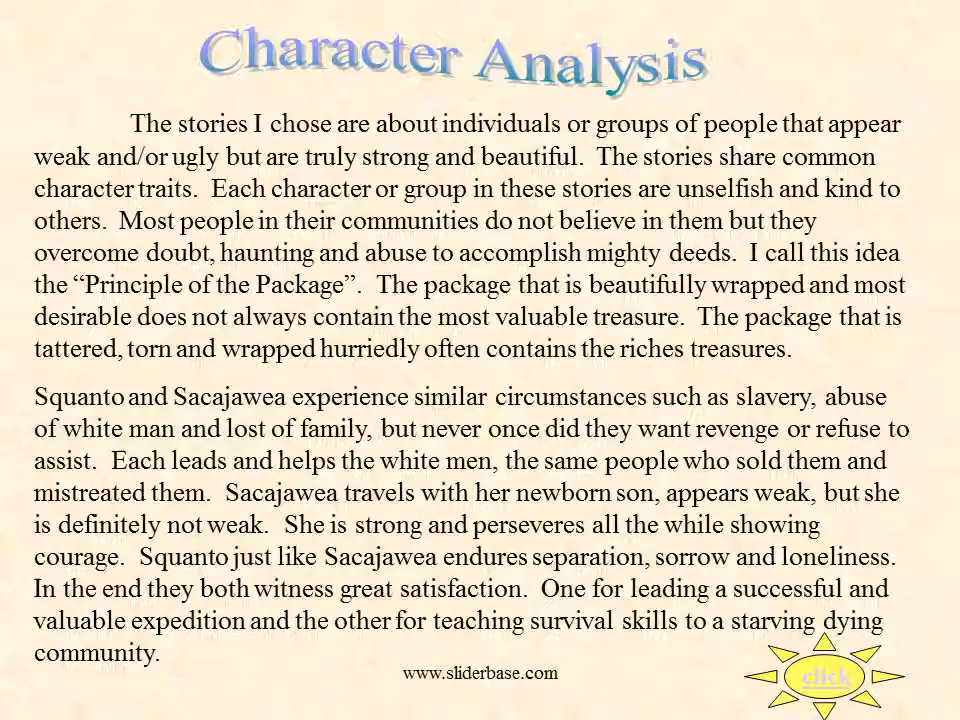 Character Analysis
The stories I chose are about individuals or groups of people that appear
weak and/or ugly but are truly strong and beautiful.  The stories share common
character traits.  Each character or group in these stories are unselfish and kind to
others.  Most people in their communities do not believe in them but they
overcome doubt, haunting and abuse to accomplish mighty deeds.  I call this idea
the “Principle of the Package”.  The package that is beautifully wrapped and most
desirable does not always contain the most valuable treasure.  The package that is
tattered, torn and wrapped hurriedly often contains the riches treasures.
Squanto and Sacajawea experience similar circumstances such as slavery, abuse
of white man and lost of family, but never once did they want revenge or refuse to
assist.  Each leads and helps the white men, the same people who sold them and
mistreated them.  Sacajawea travels with her newborn son, appears weak, but she
is definitely not weak.  She is strong and perseveres all the while showing
courage.  Squanto just like Sacajawea endures separation, sorrow and loneliness.
In the end they both witness great satisfaction.  One for leading a successful and
valuable expedition and the other for teaching survival skills to a starving dying
community.
www.sliderbase.com
click